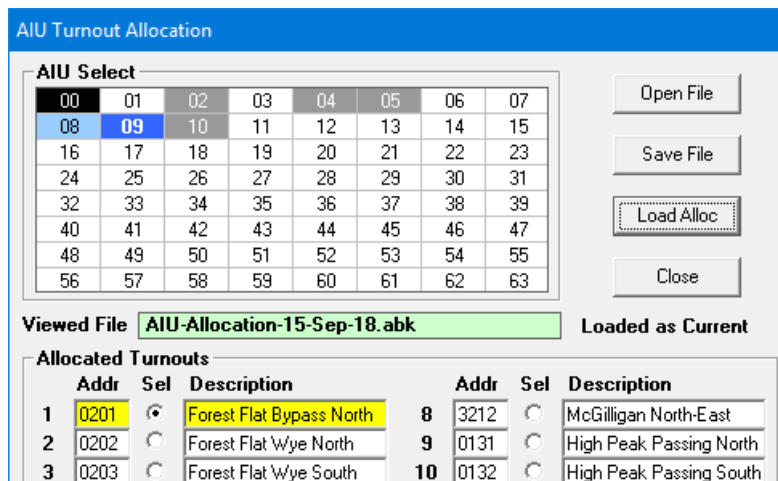 AIU Turnout Allocation
AIU Select
00 01 02 03 04 05 06 07
08 09 10 11 12 13 14 15
16 17 18 19 20 21 22 23
24 25 26 27 28 29 30 31
32 33 34 35 36 37 38 39
40 41 42 43 44 45 46 47
48 49 50 51 52 53 54 55
56 57 58 59 60 61 62 63
Open File
Save File
Load Alloc
Close
Viewed File AIU-Allocation-15-Sep-18.abk Loaded as Current
Allocated Turnouts
Addr Sel Description Addr Sel Description
1 0201 Forest Flat Bypass North 8 3212 McGilligan North-East
2 0202 Forest Flat Wye North 9 0131 High Peak Passing North
3 0203 Forest Flat Wye South 10 0132 High Peak Passing South